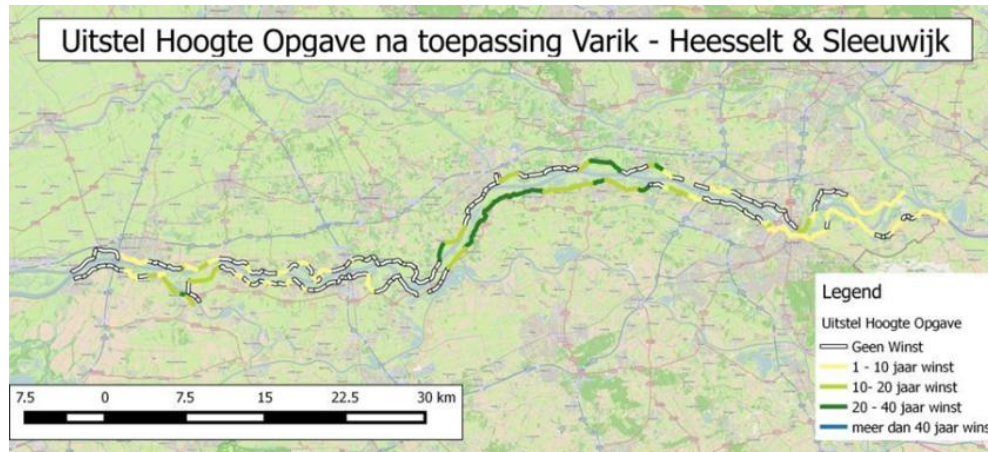 Uitstel Hoogte Opgave na toepassing Varik - Heesselt & Sleeuwijk
Legend
Uitstel Hoogte Opgave
Geen Winst
1 - 10 jaar winst
10- 20 jaar winst
20 - 40 jaar winst
meer dan 40 jaar wins
7.5 0 7.5 15 22.5 30 km